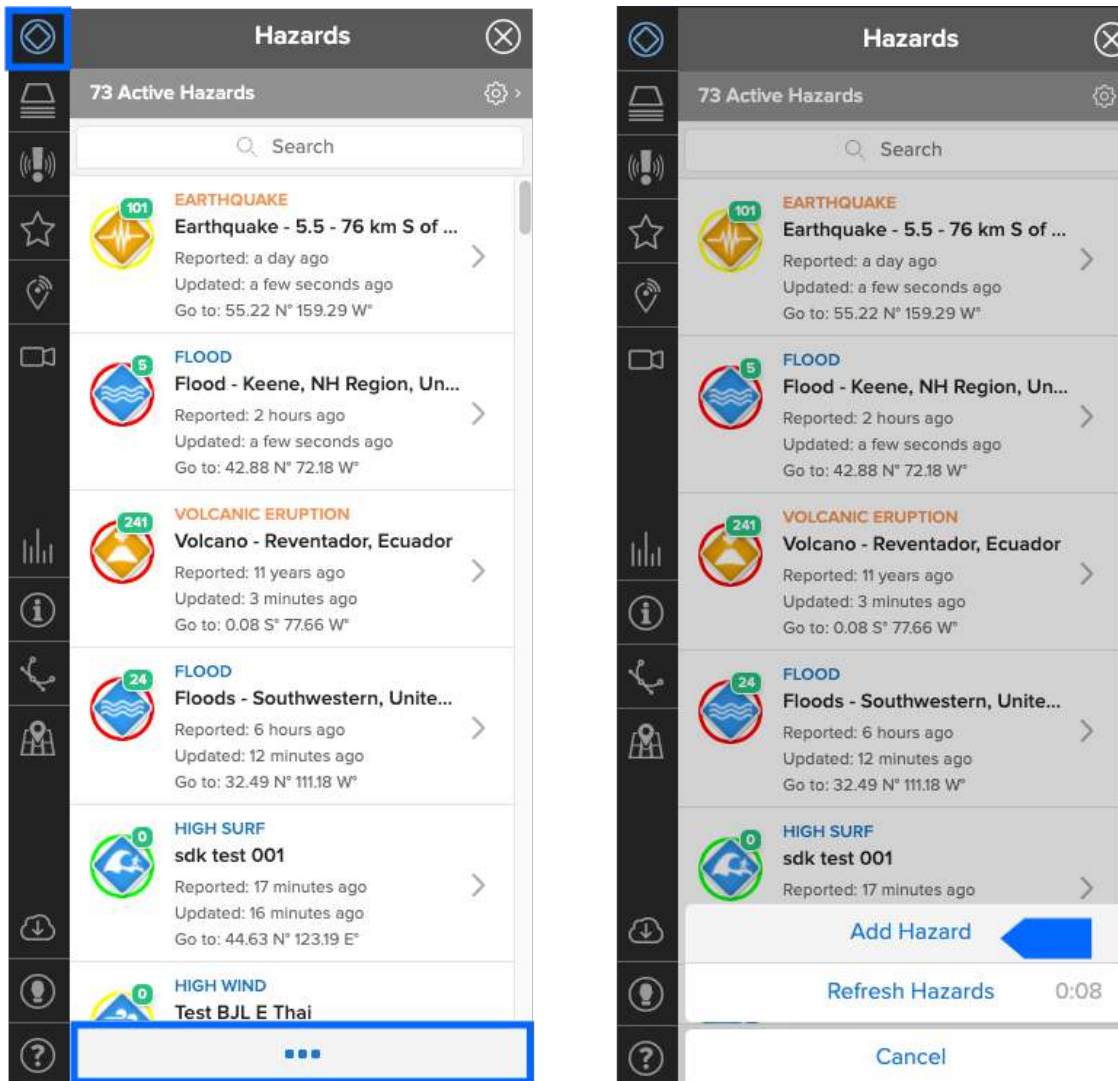 Hazards
73 Active Hazards
Search
101
EARTHQUAKE
Earthquake - 5.5 - 76 km S of ...
Reported: a day ago
Updated: a few seconds ago
Go to: 55.22 N° 159.29 W°
5
FLOOD
Flood - Keene, NH Region, Un...
Reported: 2 hours ago
Updated: a few seconds ago
Go to: 42.88 N° 72.18 W°
241
VOLCANIC ERUPTION
Volcano - Reventador, Ecuador
Reported: 11 years ago
Updated: 3 minutes ago
Go to: 0.08 S° 77.66 W°
24
FLOOD
Floods - Southwestern, Unite...
Reported: 6 hours ago
Updated: 12 minutes ago
Go to: 32.49 N° 111.18 W°
0
HIGH SURF
sdk test 001
Reported: 17 minutes ago
Updated: 16 minutes ago
Go to: 44.63 N° 123.19 E°
0
HIGH WIND
Test BJL E Thai
Hazards
73 Active Hazards
Search
101
EARTHQUAKE
Earthquake - 5.5 - 76 km S of ...
Reported: a day ago
Updated: a few seconds ago
Go to: 55.22 N° 159.29 W°
5
FLOOD
Flood - Keene, NH Region, Un...
Reported: 2 hours ago
Updated: a few seconds ago
Go to: 42.88 N° 72.18 W°
241
VOLCANIC ERUPTION
Volcano - Reventador, Ecuador
Reported: 11 years ago
Updated: 3 minutes ago
Go to: 0.08 S° 77.66 W°
24
FLOOD
Floods - Southwestern, Unite...
Reported: 6 hours ago
Updated: 12 minutes ago
Go to: 32.49 N° 111.18 W°
0
HIGH SURF
sdk test 001
Reported: 17 minutes ago
Add Hazard
Refresh Hazards 0:08
Cancel